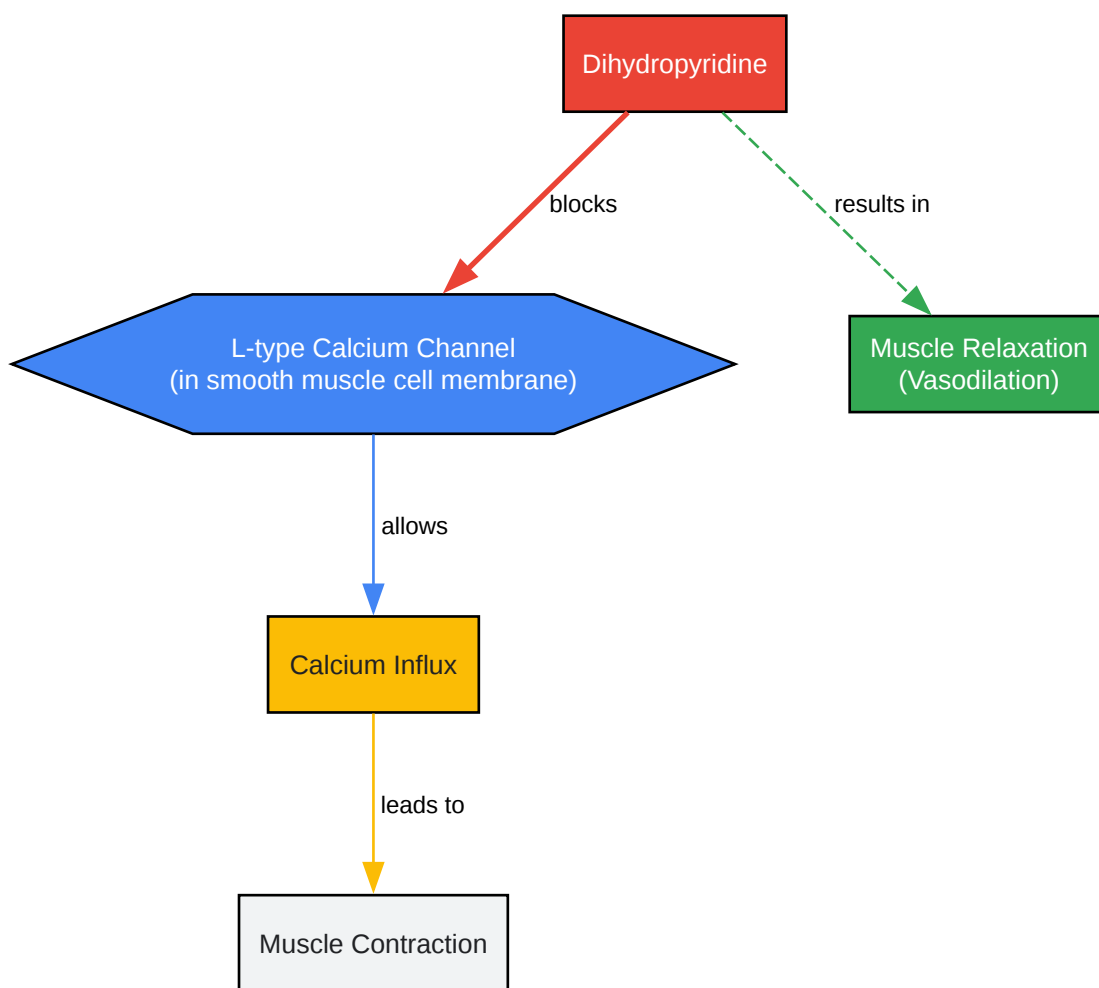 Dihydropyridine
blocks
results in
L-type Calcium Channel
(in smooth muscle cell membrane)
Muscle Relaxation
(Vasodilation)
allows
Calcium Influx
leads to
Muscle Contraction